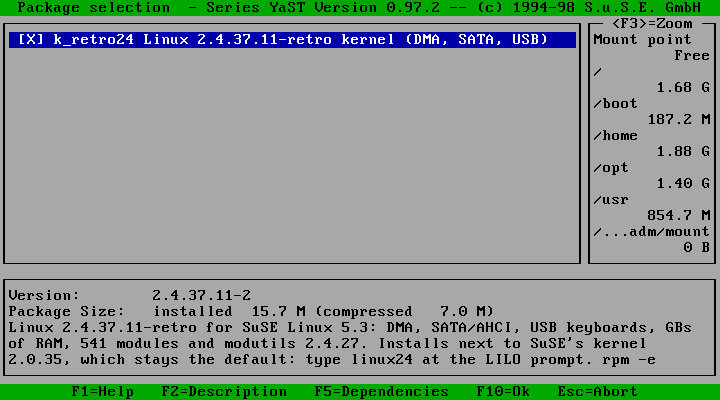 Package selection  - Series YaST Version 0.97.2 -- (c) 1994-98 S.u.S.E. GmbH
[X] k_retro24 Linux 2.4.37.11-retro kernel (DMA, SATA, USB)
<F3>=Zoom
Mount point
Free
/
1.68 G
/boot
187.2 M
/home
1.88 G
/opt
1.40 G
/usr
854.7 M
/...adm/mount
0 B
Version:         2.4.37.11-2
Package Size:   installed  15.7 M (compressed   7.0 M)
Linux 2.4.37.11-retro for SuSE Linux 5.3: DMA, SATA/AHCI, USB keyboards, GBs
of RAM, 541 modules and modutils 2.4.27. Installs next to SuSE's kernel
2.0.35, which stays the default: type linux24 at the LILO prompt. rpm -e
F1=Help   F2=Description   F5=Dependencies   F10=Ok   Esc=Abort